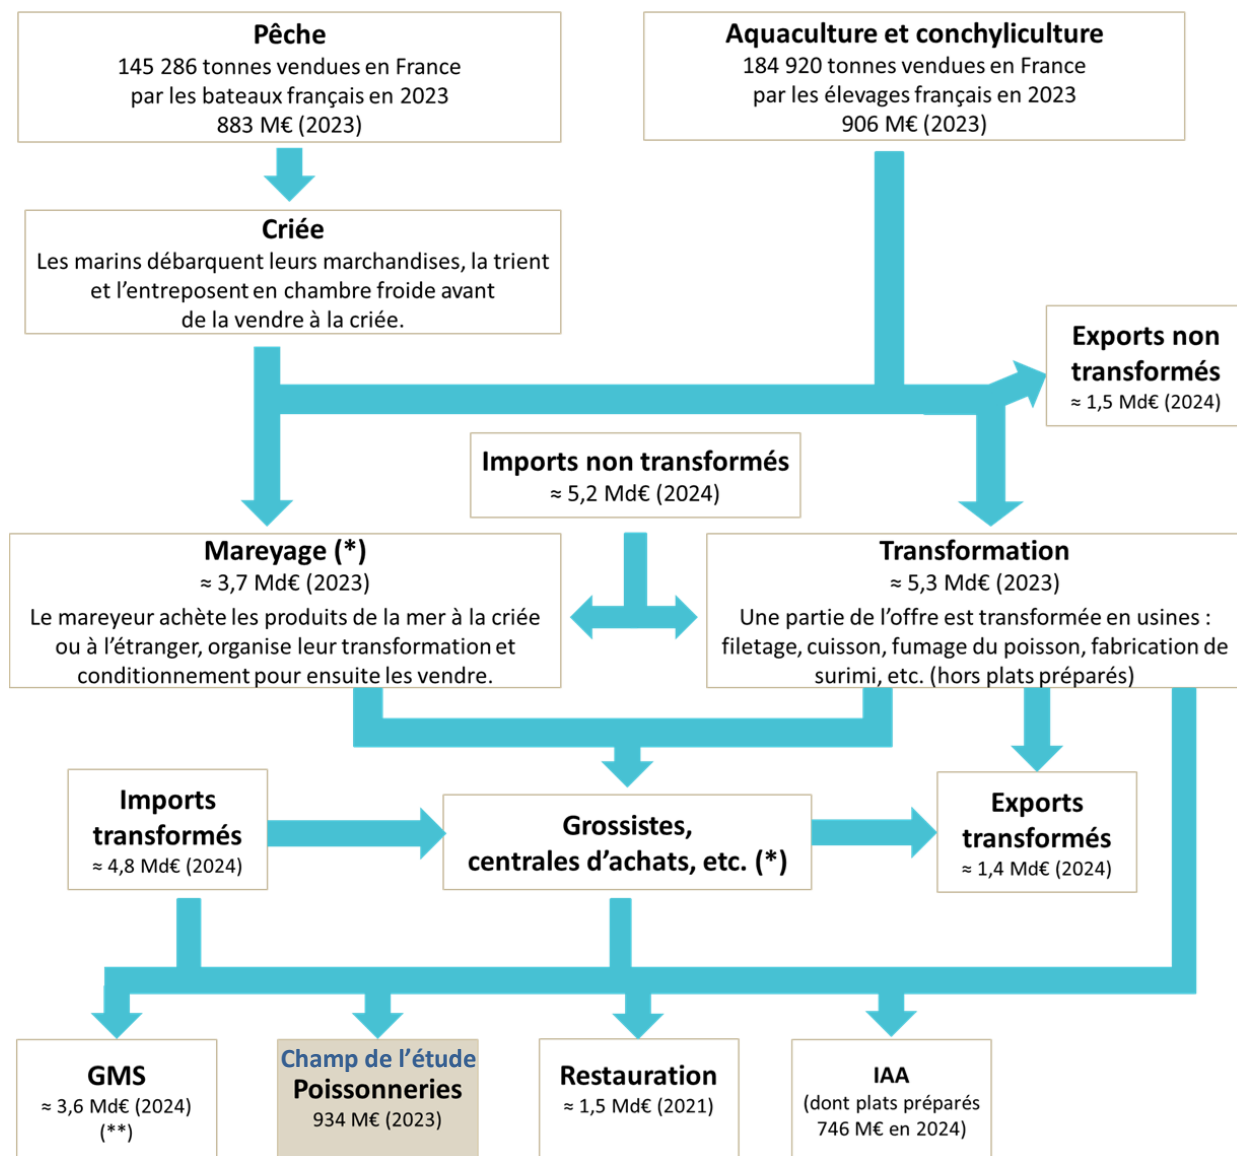 Pêche
145 286 tonnes vendues en France
par les bateaux français en 2023
883 M€ (2023)
Aquaculture et conchyliculture
184 920 tonnes vendues en France
par les élevages français en 2023
906 M€ (2023)
Criée
Les marins débarquent leurs marchandises, la trient
et l’entreposent en chambre froide avant
de la vendre à la criée.
Exports non
transformés
≈ 1,5 Md€ (2024)
Imports non transformés
≈ 5,2 Md€ (2024)
Mareyage (*)
≈ 3,7 Md€ (2023)
Le mareyeur achète les produits de la mer à la criée
ou à l’étranger, organise leur transformation et
conditionnement pour ensuite les vendre.
Transformation
≈ 5,3 Md€ (2023)
Une partie de l’offre est transformée en usines :
filetage, cuisson, fumage du poisson, fabrication de
surimi, etc. (hors plats préparés)
Imports
transformés
≈ 4,8 Md€ (2024)
Grossistes,
centrales d’achats, etc. (*)
Exports
transformés
≈ 1,4 Md€ (2024)
GMS
≈ 3,6 Md€ (2024)
(**)
Champ de l’étude
Poissonneries
934 M€ (2023)
Restauration
≈ 1,5 Md€ (2021)
IAA
(dont plats préparés
746 M€ en 2024)